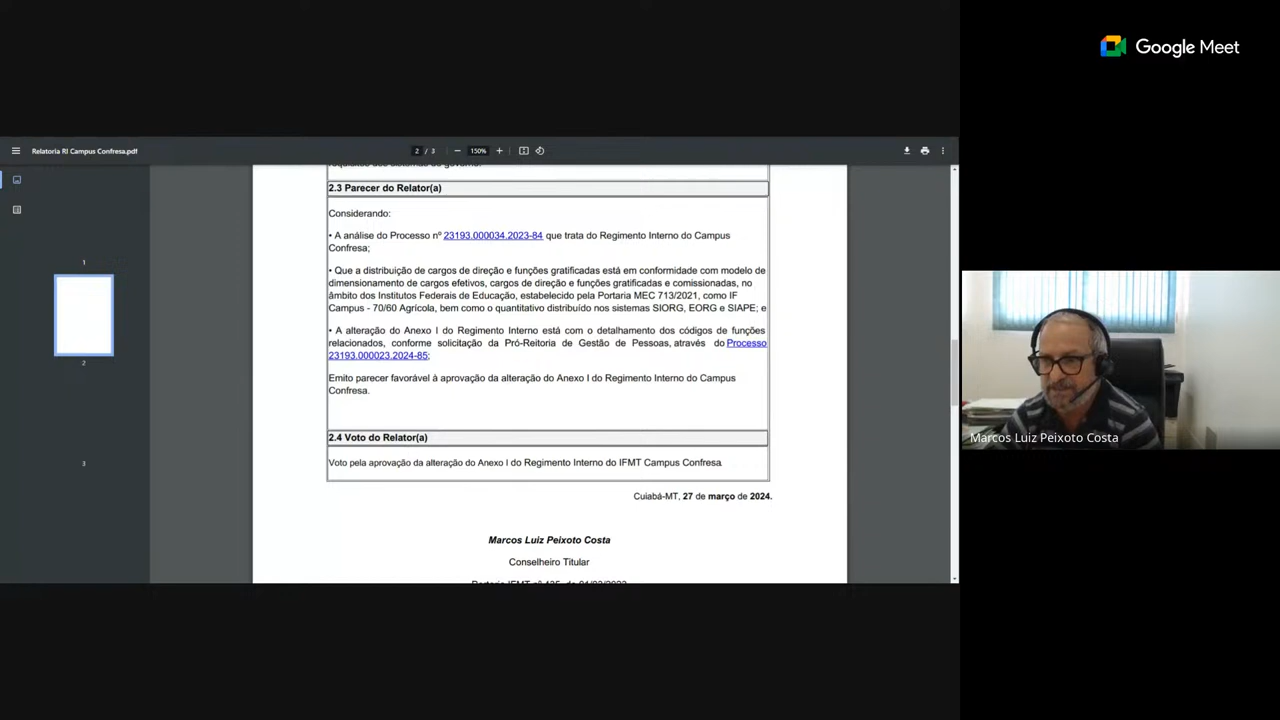 Google Meet
Relatoria RI Campus Confresa.pdf
2 / 3
150%
requisitos dos sistemas do governo.
2.3 Parecer do Relator(a)
Considerando:
• A análise do Processo nº 23193.000034.2023-84 que trata do Regimento Interno do Campus
Confresa;
• Que a distribuição de cargos de direção e funções gratificadas está em conformidade com modelo de
dimensionamento de cargos efetivos, cargos de direção e funções gratificadas e comissionadas, no
âmbito dos Institutos Federais de Educação, estabelecido pela Portaria MEC 713/2021, como IF
Campus - 70/60 Agrícola, bem como o quantitativo distribuído nos sistemas SIORG, EORG e SIAPE; e
• A alteração do Anexo I do Regimento Interno está com o detalhamento dos códigos de funções
relacionados, conforme solicitação da Pró-Reitoria de Gestão de Pessoas, através do Processo
23193.000023.2024-85;
Emito parecer favorável à aprovação da alteração do Anexo I do Regimento Interno do Campus
Confresa.
2.4 Voto do Relator(a)
Voto pela aprovação da alteração do Anexo I do Regimento Interno do IFMT Campus Confresa.
Cuiabá-MT, 27 de março de 2024.
Marcos Luiz Peixoto Costa
Conselheiro Titular
1
2
3
Marcos Luiz Peixoto Costa